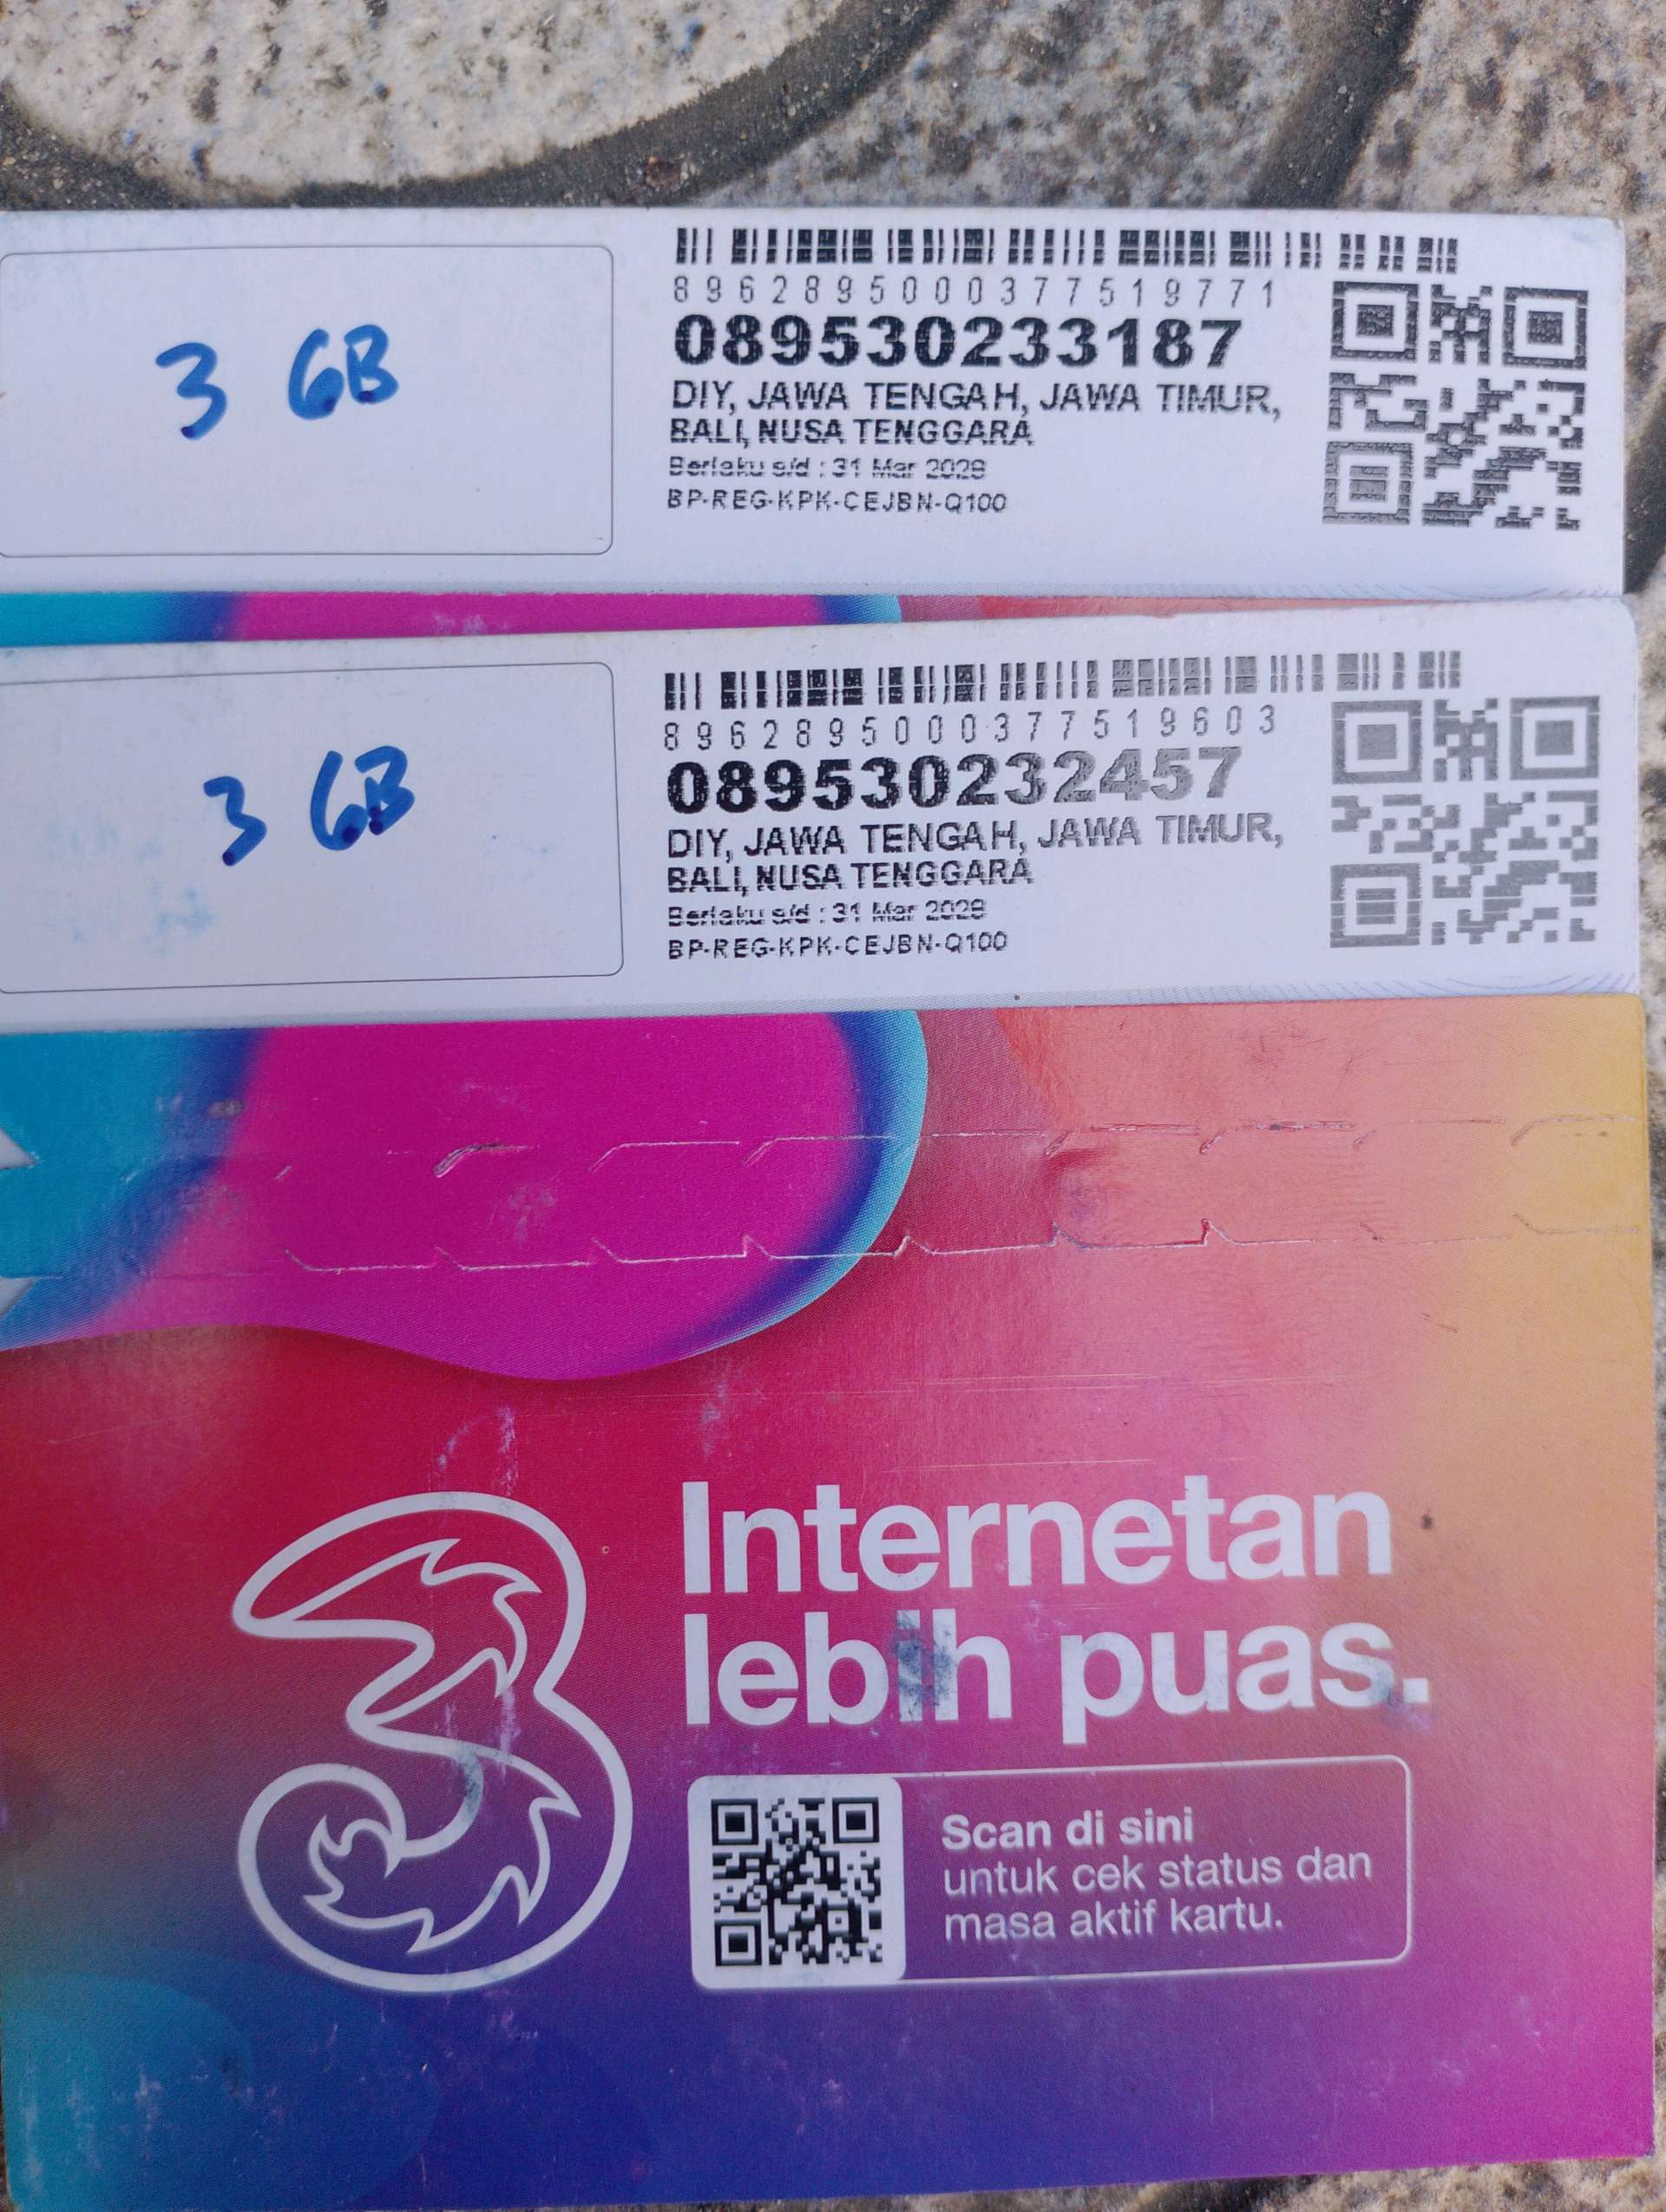 3 GB
8962895000377519771
089530233187
DIY, JAWA TENGAH, JAWA TIMUR,
BALI, NUSA TENGGARA
Berlaku s/d : 31 Mar 2028
BP-REG-KPK-CEJBN-Q100
3 GB
8962895000377519603
089530232457
DIY, JAWA TENGAH, JAWA TIMUR,
BALI, NUSA TENGGARA
Berlaku s/d : 31 Mar 2028
BP-REG-KPK-CEJBN-Q100
3
Internetan
lebih puas.
Scan di sini
untuk cek status dan
masa aktif kartu.